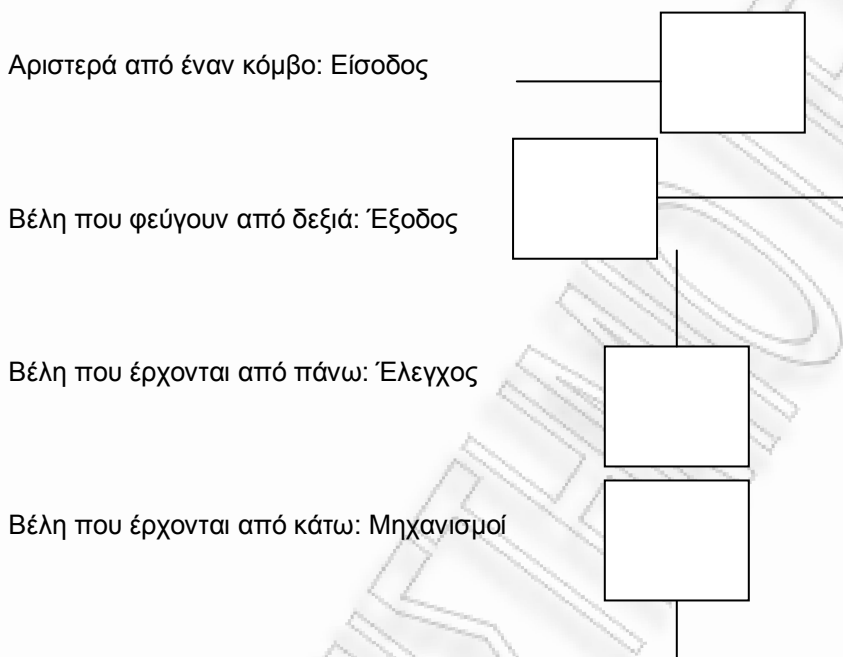 Αριστερά από έναν κόμβο: Είσοδος
Βέλη που φεύγουν από δεξιά: Έξοδος
Βέλη που έρχονται από πάνω: Έλεγχος
Βέλη που έρχονται από κάτω: Μηχανισμοί